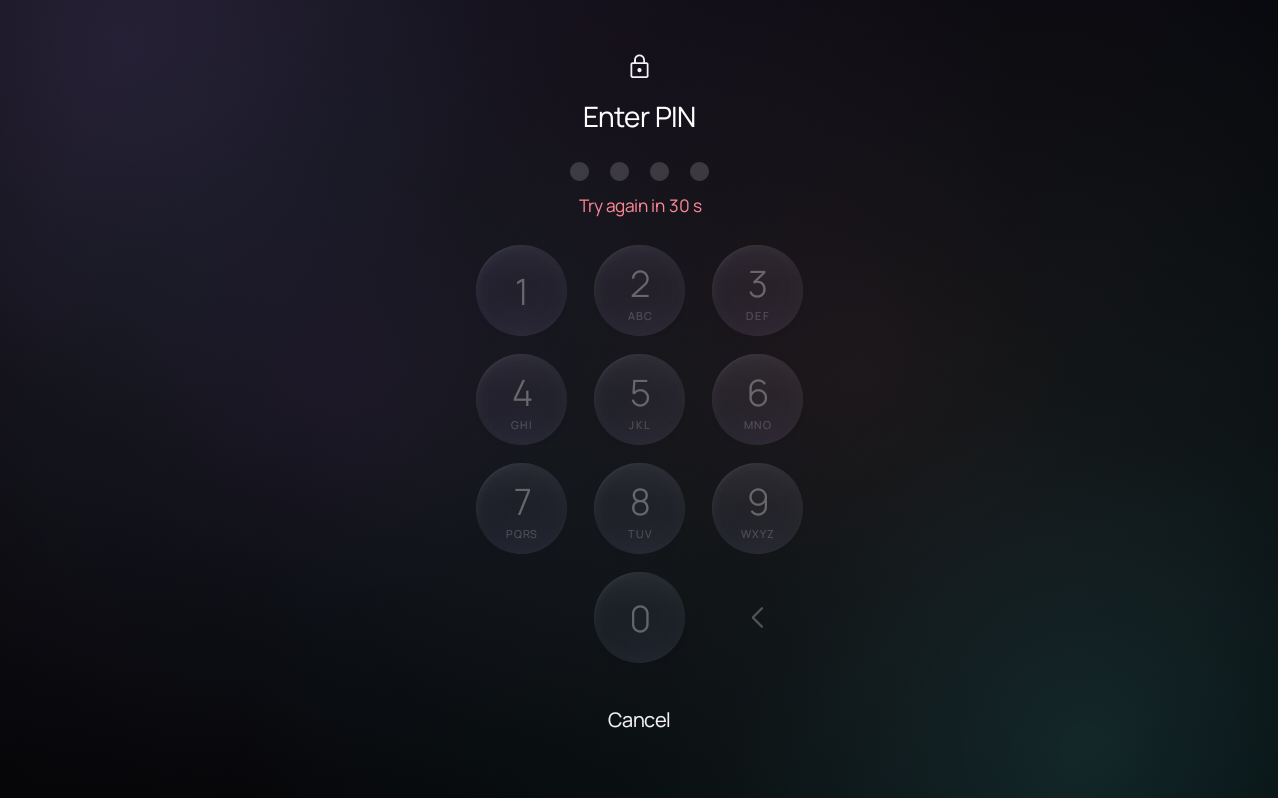 Enter PIN
Try again in 30 s
1 2 3
ABC DEF
4 5 6
GHI JKL MNO
7 8 9
PQRS TUV WXYZ
0
Cancel